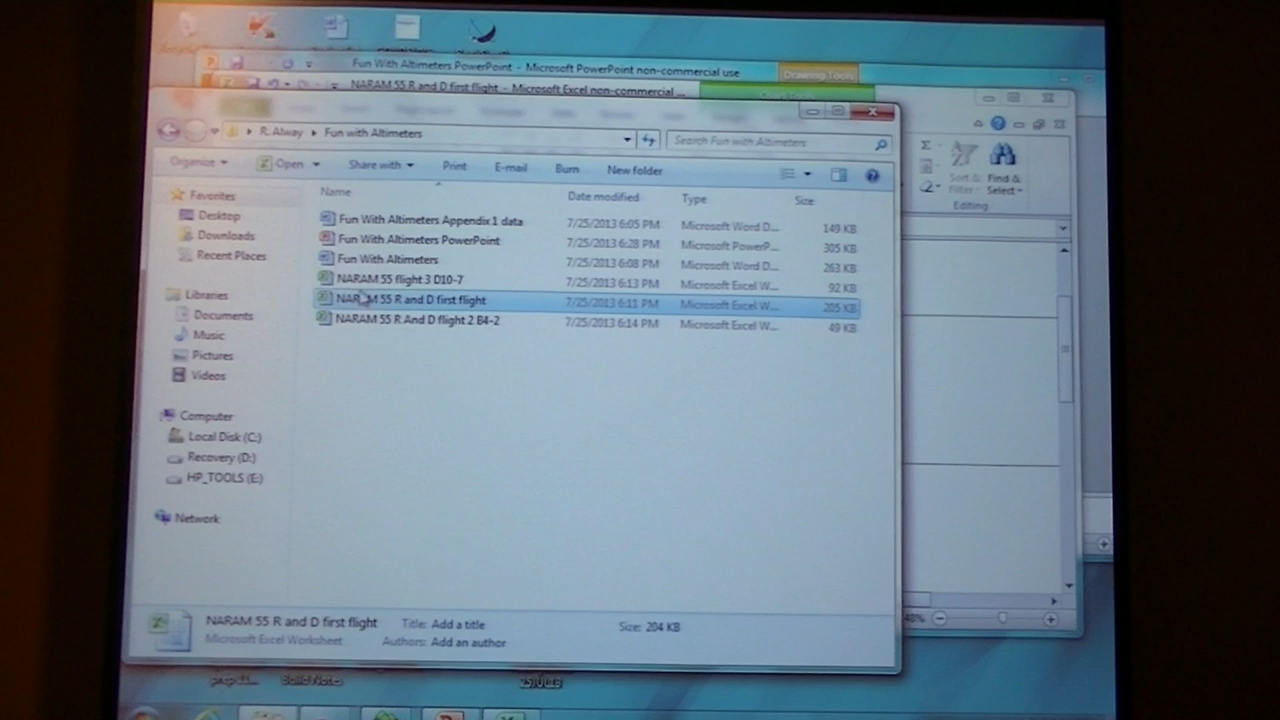 Fun With Altimeters PowerPoint - Microsoft PowerPoint non-commercial use
Drawing Tools
NARAM 55 R and D first flight - Microsoft Excel non-commercial ...
R. Alway Fun with Altimeters
Search Fun with Altimeters
Organize Open Share with Print E-mail Burn New folder
Sort & Filter Find & Select
Editing
Name Date modified Type Size
Favorites
Desktop
Downloads
Recent Places
Libraries
Documents
Music
Pictures
Videos
Computer
Local Disk (C:)
Recovery (D:)
HP_TOOLS (E:)
Network
Fun With Altimeters Appendix 1 data 7/25/2013 6:05 PM Microsoft Word D... 149 KB
Fun With Altimeters PowerPoint 7/25/2013 6:28 PM Microsoft PowerP... 305 KB
Fun With Altimeters 7/25/2013 6:08 PM Microsoft Word D... 263 KB
NARAM 55 flight 3 D10-7 7/25/2013 6:13 PM Microsoft Excel W... 92 KB
NARAM 55 R and D first flight 7/25/2013 6:11 PM Microsoft Excel W... 205 KB
NARAM 55 R And D flight 2 B4-2 7/25/2013 6:14 PM Microsoft Excel W... 49 KB
NARAM 55 R and D first flight Title: Add a title Size: 204 KB
Microsoft Excel Worksheet Authors: Add an author
48%
Build Notes